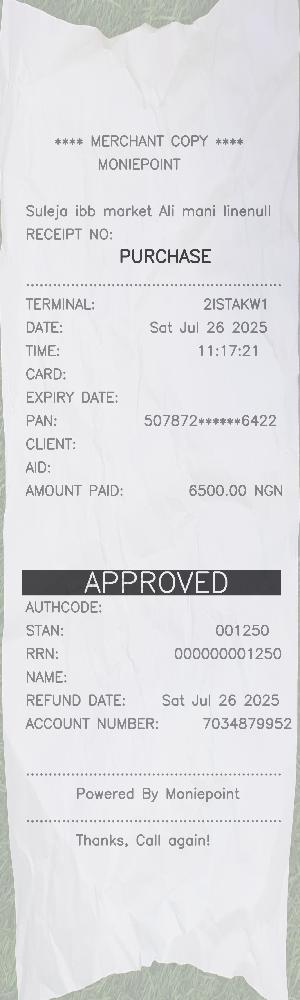 **** MERCHANT COPY ****
MONIEPOINT
Suleja ibb market Ali mani linenull
RECEIPT NO:
PURCHASE
TERMINAL: 2ISTAKW1
DATE: Sat Jul 26 2025
TIME: 11:17:21
CARD:
EXPIRY DATE:
PAN: 507872******6422
CLIENT:
AID:
AMOUNT PAID: 6500.00 NGN
APPROVED
AUTHCODE:
STAN: 001250
RRN: 000000001250
NAME:
REFUND DATE: Sat Jul 26 2025
ACCOUNT NUMBER: 7034879952
Powered By Moniepoint
Thanks, Call again!